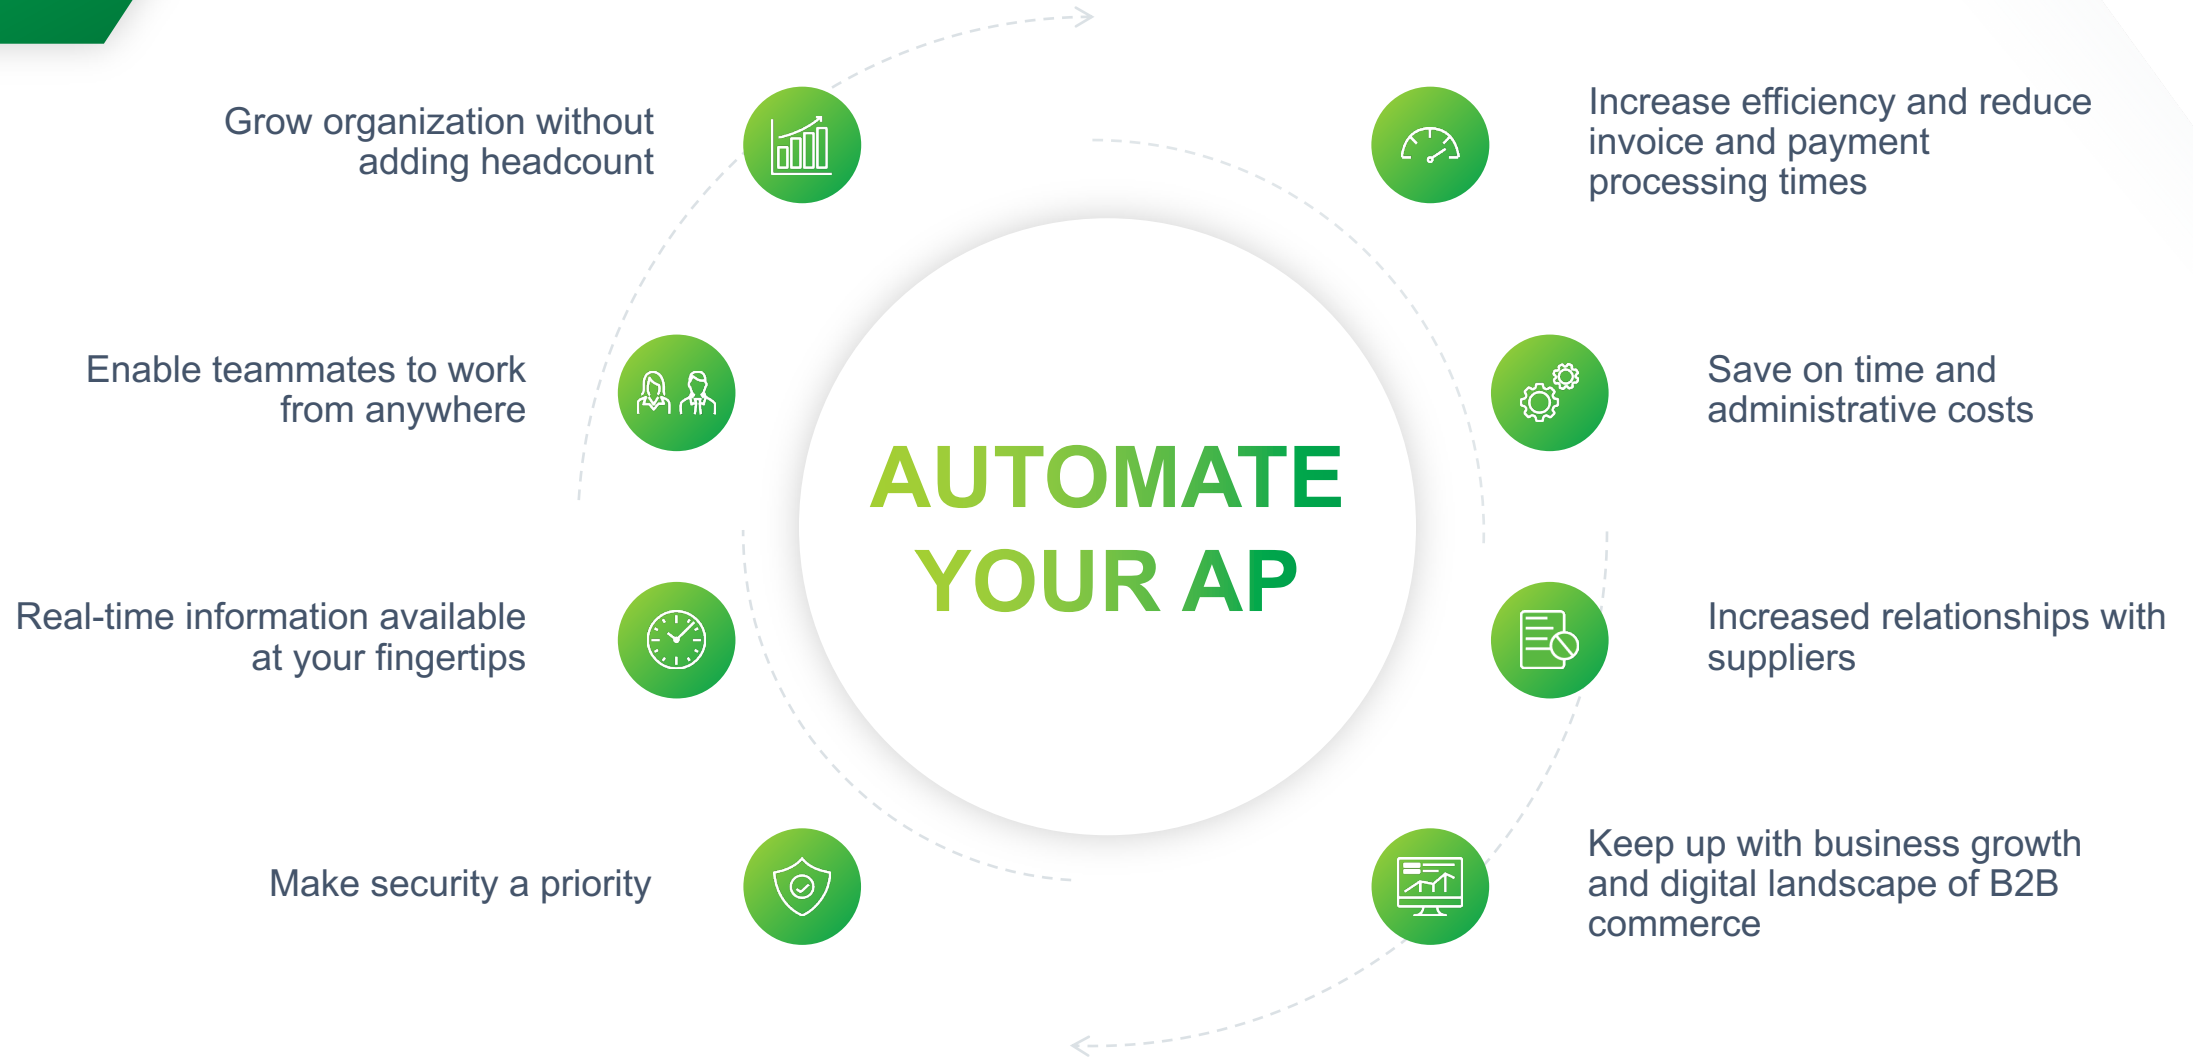 Grow organization without
adding headcount
Enable teammates to work
from anywhere
Real-time information available
at your fingertips
Make security a priority
AUTOMATE
YOUR AP
Increase efficiency and reduce
invoice and payment
processing times
Save on time and
administrative costs
Increased relationships with
suppliers
Keep up with business growth
and digital landscape of B2B
commerce